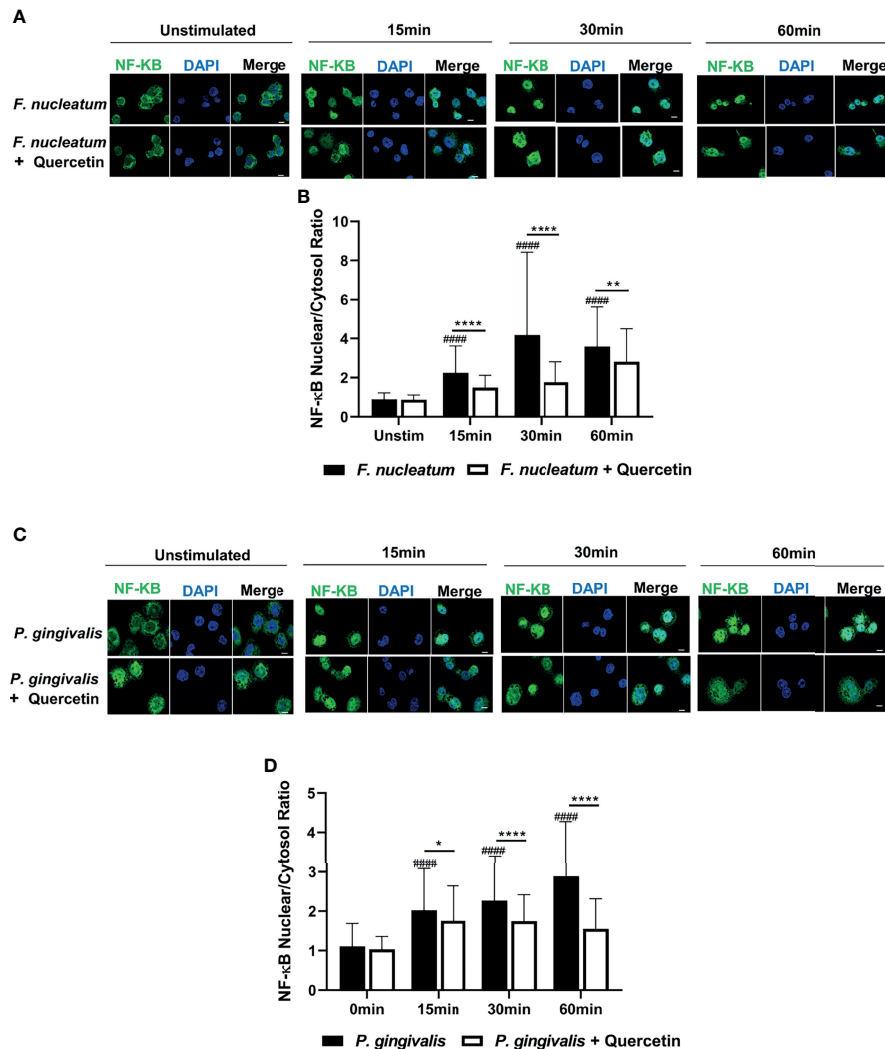 A
Unstimulated 15min 30min 60min
NF-KB DAPI Merge NF-KB DAPI Merge NF-KB DAPI Merge NF-KB DAPI Merge
F. nucleatum
F. nucleatum
+ Quercetin
B
NF-κB Nuclear/Cytosol Ratio
10
8
6
4
2
0
#### ****
#### ****
#### **
Unstim 15min 30min 60min
F. nucleatum F. nucleatum + Quercetin
C
Unstimulated 15min 30min 60min
NF-KB DAPI Merge NF-KB DAPI Merge NF-KB DAPI Merge NF-KB DAPI Merge
P. gingivalis
P. gingivalis
+ Quercetin
D
NF-κB Nuclear/Cytosol Ratio
5
4
3
2
1
0
#### *
#### ****
#### ****
0min 15min 30min 60min
P. gingivalis P. gingivalis + Quercetin